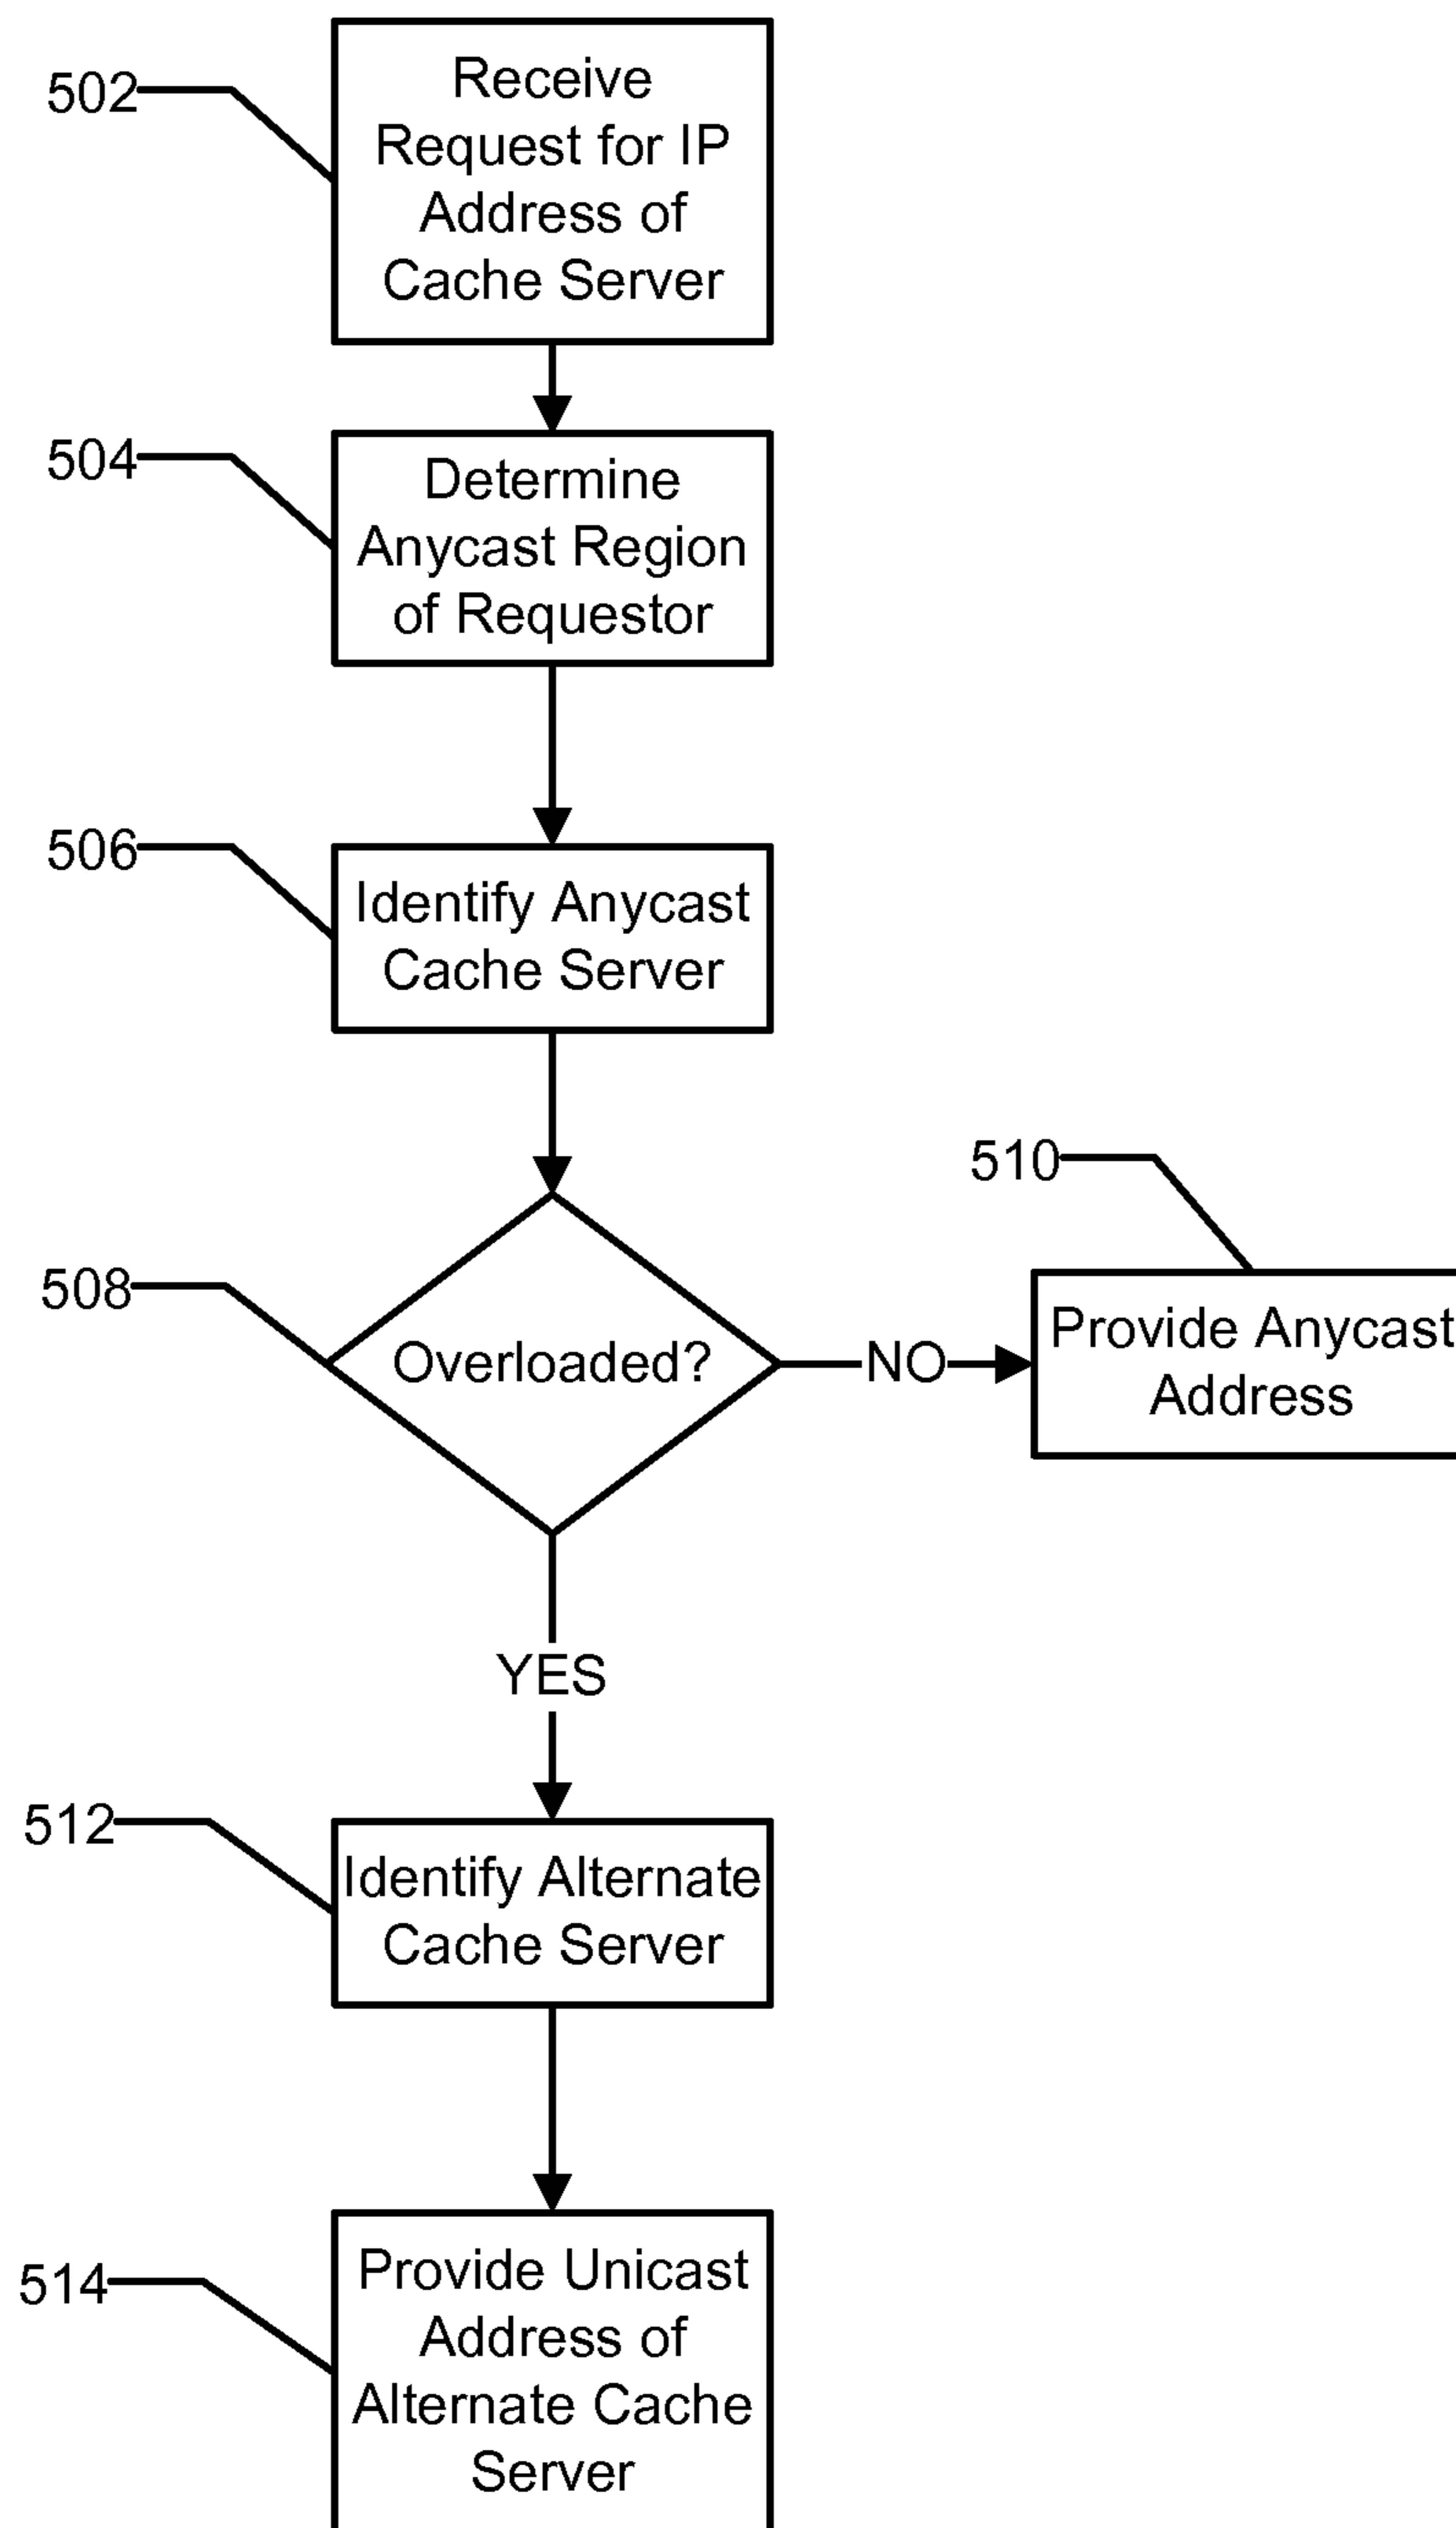 502
Receive
Request for IP
Address of
Cache Server
504
Determine
Anycast Region
of Requestor
506
Identify Anycast
Cache Server
510
508
Overloaded?
NO
Provide Anycast
Address
YES
512
Identify Alternate
Cache Server
514
Provide Unicast
Address of
Alternate Cache
Server